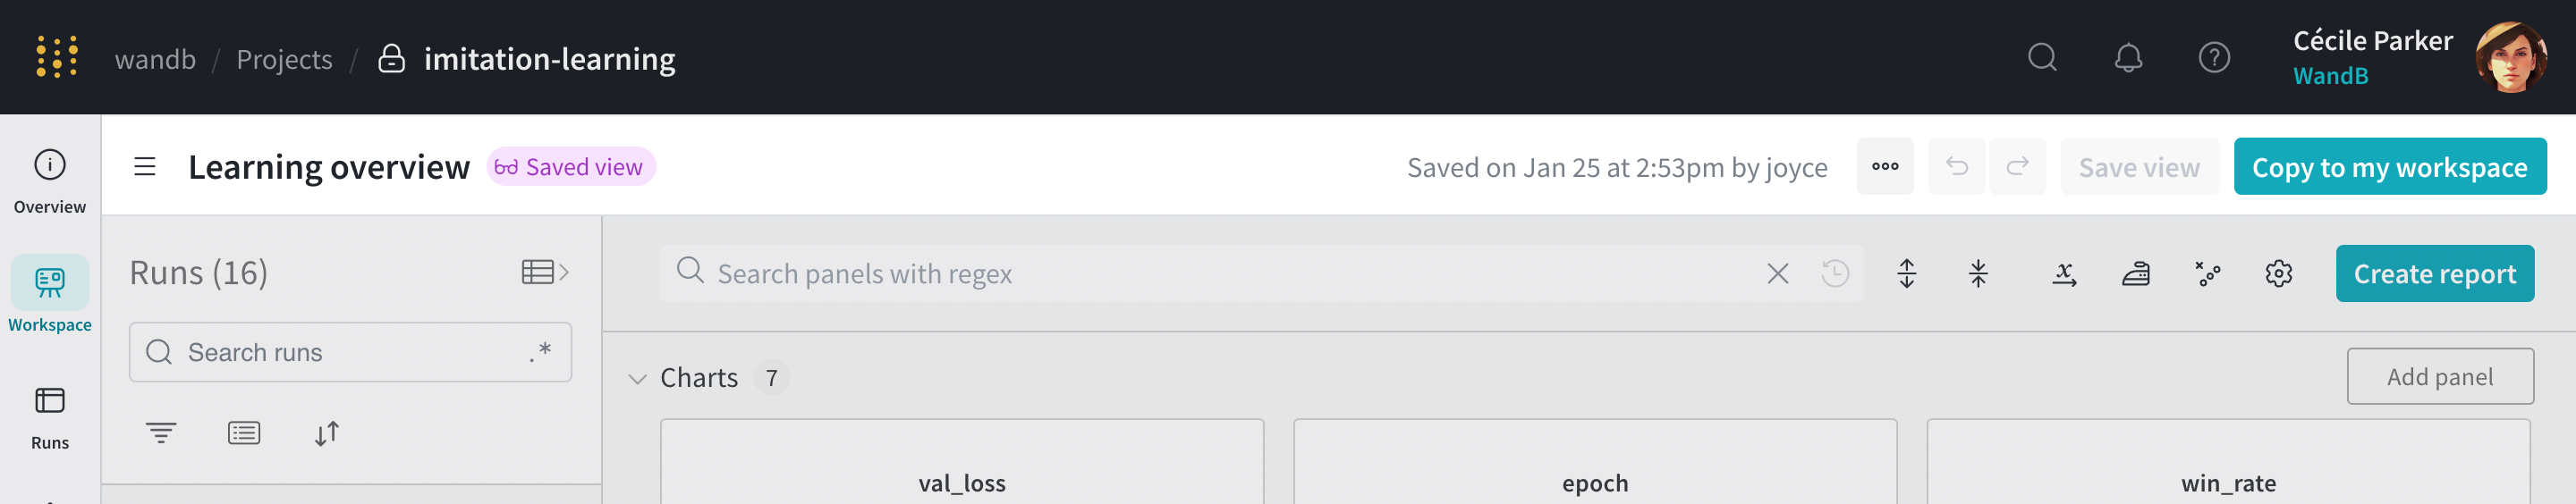 wandb / Projects / imitation-learning
Cécile Parker
WandB
Overview
Workspace
Runs
Learning overview
Saved view
Saved on Jan 25 at 2:53pm by joyce
Save view
Copy to my workspace
Runs (16)
Search runs
.*
Search panels with regex
Create report
Charts 7
Add panel
val_loss
epoch
win_rate